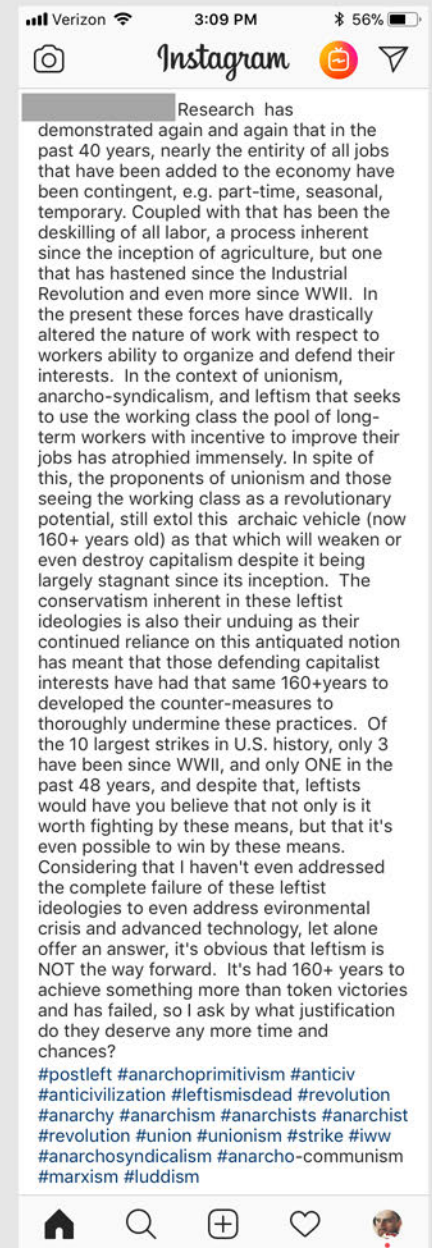 Verizon 3:09 PM 56%
Instagram
Research has
demonstrated again and again that in the
past 40 years, nearly the entirity of all jobs
that have been added to the economy have
been contingent, e.g. part-time, seasonal,
temporary. Coupled with that has been the
deskilling of all labor, a process inherent
since the inception of agriculture, but one
that has hastened since the Industrial
Revolution and even more since WWII. In
the present these forces have drastically
altered the nature of work with respect to
workers ability to organize and defend their
interests. In the context of unionism,
anarcho-syndicalism, and leftism that seeks
to use the working class the pool of long-
term workers with incentive to improve their
jobs has atrophied immensely. In spite of
this, the proponents of unionism and those
seeing the working class as a revolutionary
potential, still extol this archaic vehicle (now
160+ years old) as that which will weaken or
even destroy capitalism despite it being
largely stagnant since its inception. The
conservatism inherent in these leftist
ideologies is also their unduing as their
continued reliance on this antiquated notion
has meant that those defending capitalist
interests have had that same 160+years to
developed the counter-measures to
thoroughly undermine these practices. Of
the 10 largest strikes in U.S. history, only 3
have been since WWII, and only ONE in the
past 48 years, and despite that, leftists
would have you believe that not only is it
worth fighting by these means, but that it's
even possible to win by these means.
Considering that I haven't even addressed
the complete failure of these leftist
ideologies to even address evironmental
crisis and advanced technology, let alone
offer an answer, it's obvious that leftism is
NOT the way forward. It's had 160+ years to
achieve something more than token victories
and has failed, so I ask by what justification
do they deserve any more time and
chances?
#postleft #anarchoprimitivism #anticiv
#anticivilization #leftismisdead #revolution
#anarchy #anarchism #anarchists #anarchist
#revolution #union #unionism #strike #iww
#anarchosyndicalism #anarcho-communism
#marxism #luddism